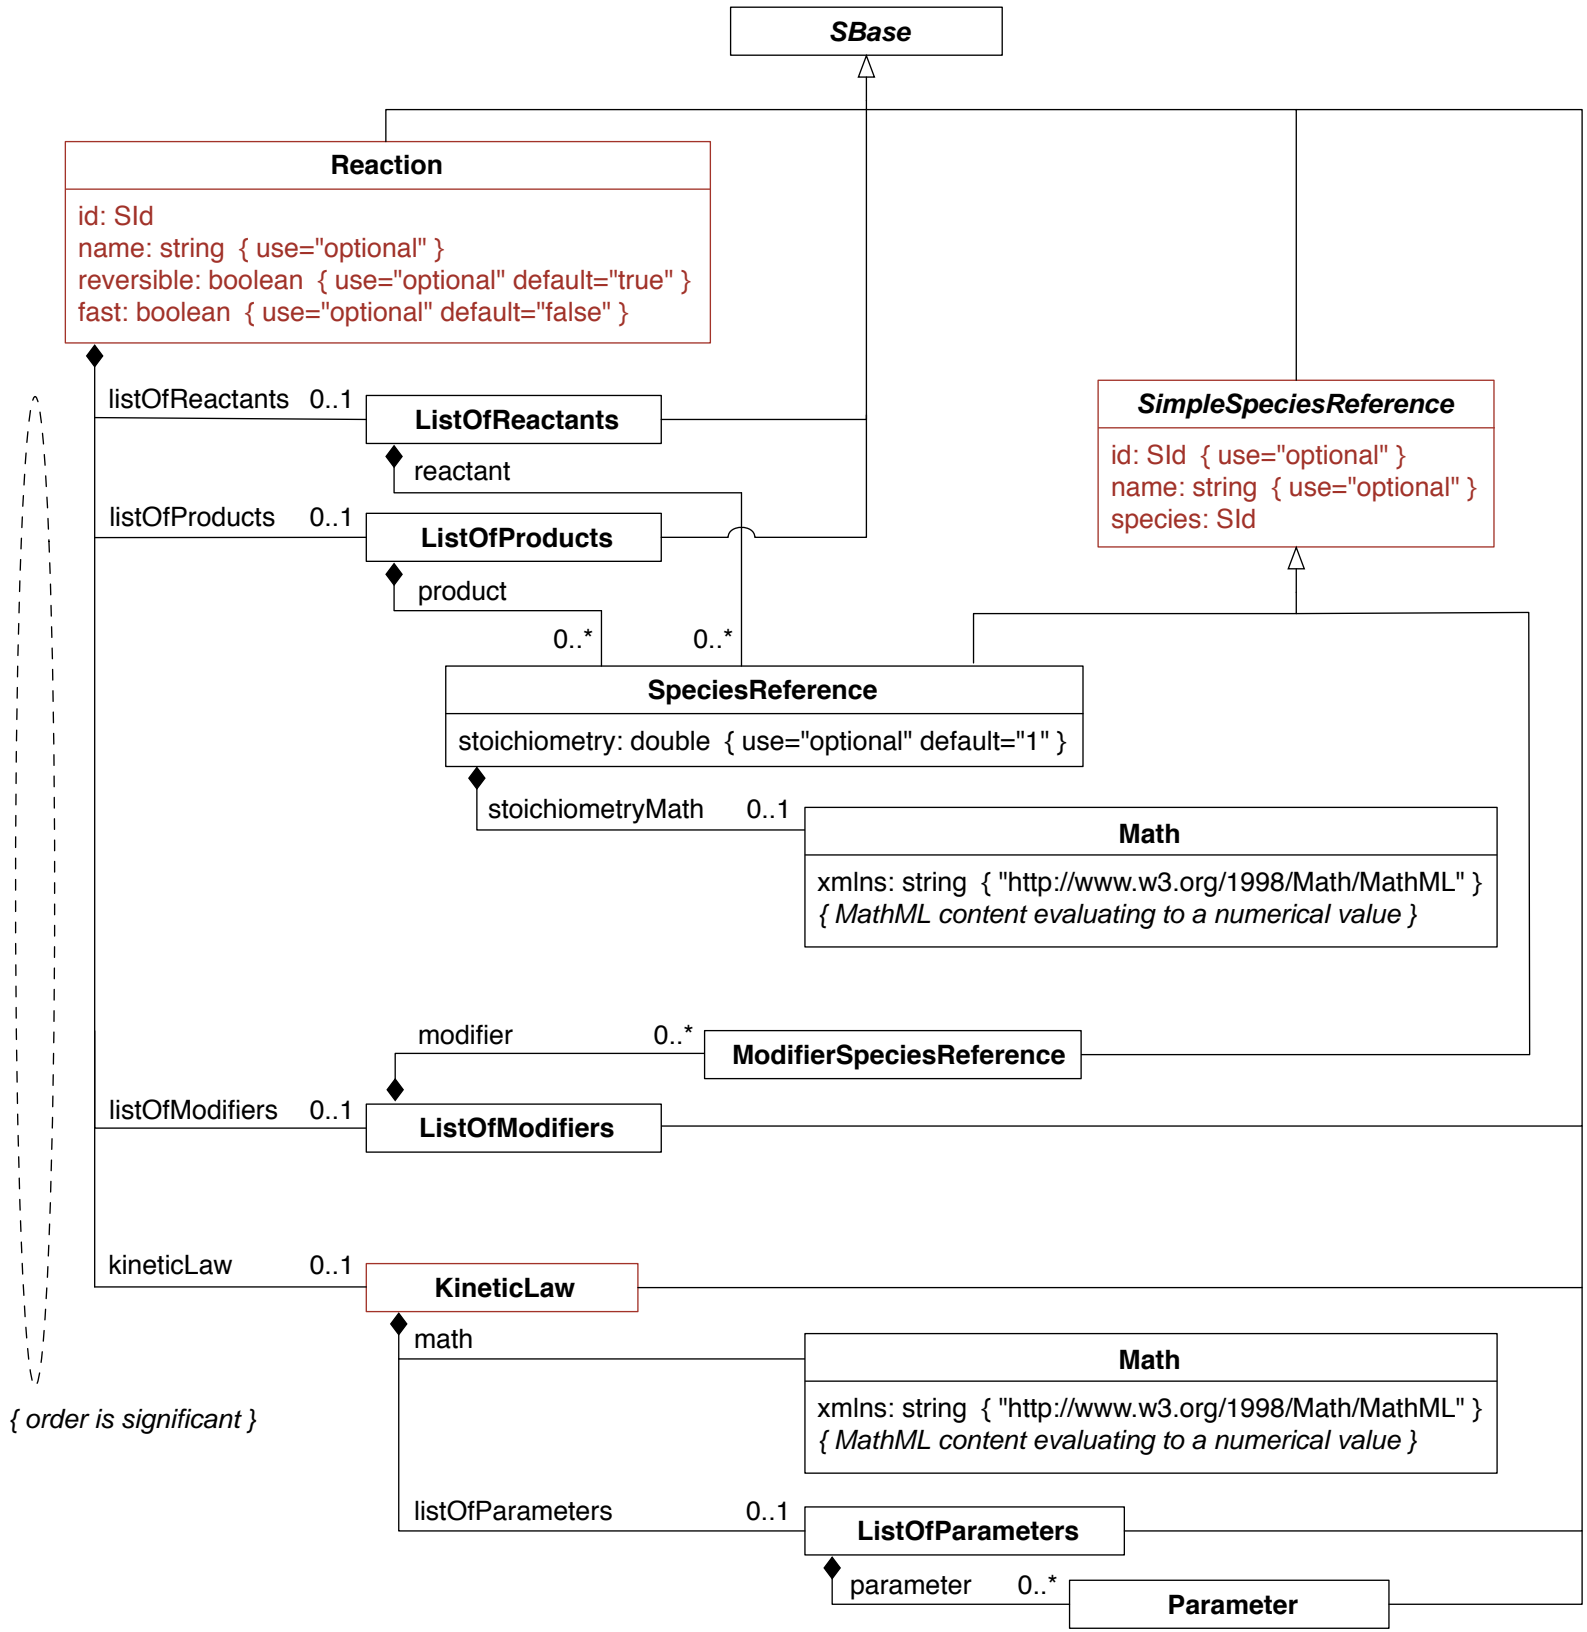 SBase
Reaction
id: SId
name: string { use="optional" }
reversible: boolean { use="optional" default="true" }
fast: boolean { use="optional" default="false" }
listOfReactants 0..1
ListOfReactants
reactant
listOfProducts 0..1
ListOfProducts
product
0..* 0..*
SimpleSpeciesReference
id: SId { use="optional" }
name: string { use="optional" }
species: SId
SpeciesReference
stoichiometry: double { use="optional" default="1" }
stoichiometryMath 0..1
Math
xmlns: string { "http://www.w3.org/1998/Math/MathML" }
{ MathML content evaluating to a numerical value }
modifier 0..*
ModifierSpeciesReference
listOfModifiers 0..1
ListOfModifiers
kineticLaw 0..1
KineticLaw
math
Math
xmlns: string { "http://www.w3.org/1998/Math/MathML" }
{ MathML content evaluating to a numerical value }
{ order is significant }
listOfParameters 0..1
ListOfParameters
parameter 0..*
Parameter